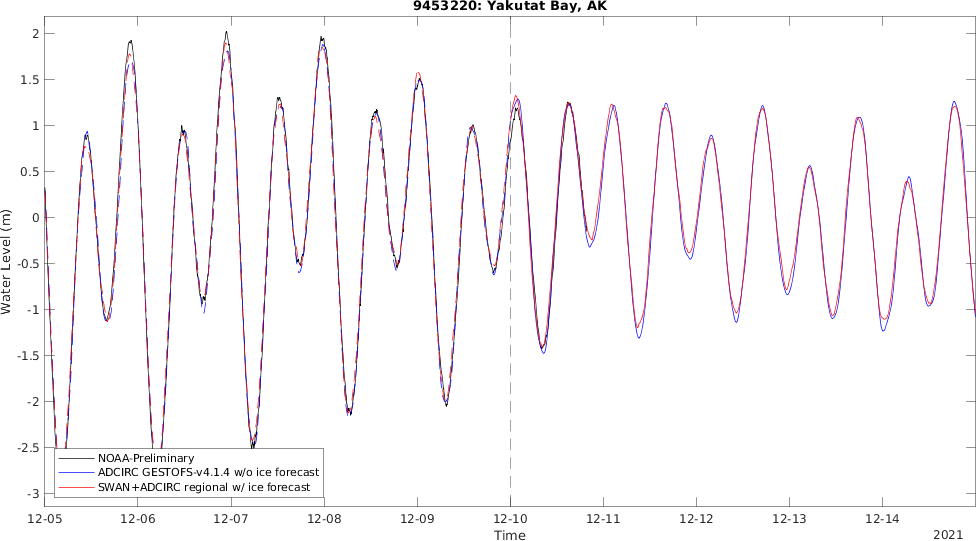 9453220: Yakutat Bay, AK
Water Level (m)
2
1.5
1
0.5
0
-0.5
-1
-1.5
-2
-2.5
-3
NOAA-Preliminary
ADCIRC GESTOFS-v4.1.4 w/o ice forecast
SWAN+ADCIRC regional w/ ice forecast
12-05 12-06 12-07 12-08 12-09 12-10 12-11 12-12 12-13 12-14
Time
2021